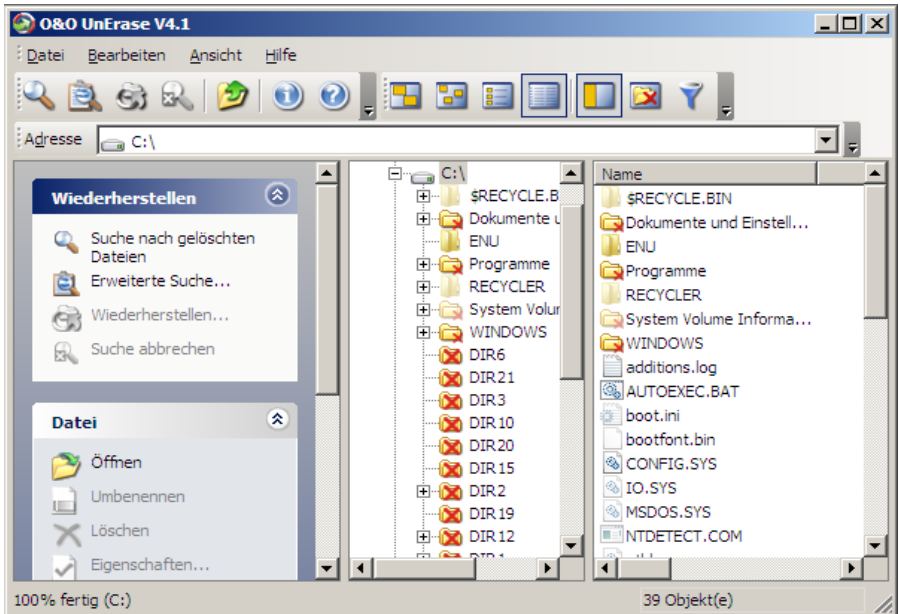 O&O UnErase V4.1
Datei Bearbeiten Ansicht Hilfe
Adresse C:\
Wiederherstellen
Suche nach gelöschten
Dateien
Erweiterte Suche...
Wiederherstellen...
Suche abbrechen
Datei
Öffnen
Umbenennen
Löschen
Eigenschaften...
C:\
$RECYCLE.B
Dokumente u
ENU
Programme
RECYCLER
System Volur
WINDOWS
DIR6
DIR21
DIR3
DIR10
DIR20
DIR15
DIR2
DIR19
DIR12
DIR1
Name
$RECYCLE.BIN
Dokumente und Einstell...
ENU
Programme
RECYCLER
System Volume Informa...
WINDOWS
additions.log
AUTOEXEC.BAT
boot.ini
bootfont.bin
CONFIG.SYS
IO.SYS
MSDOS.SYS
NTDETECT.COM
100% fertig (C:)
39 Objekt(e)